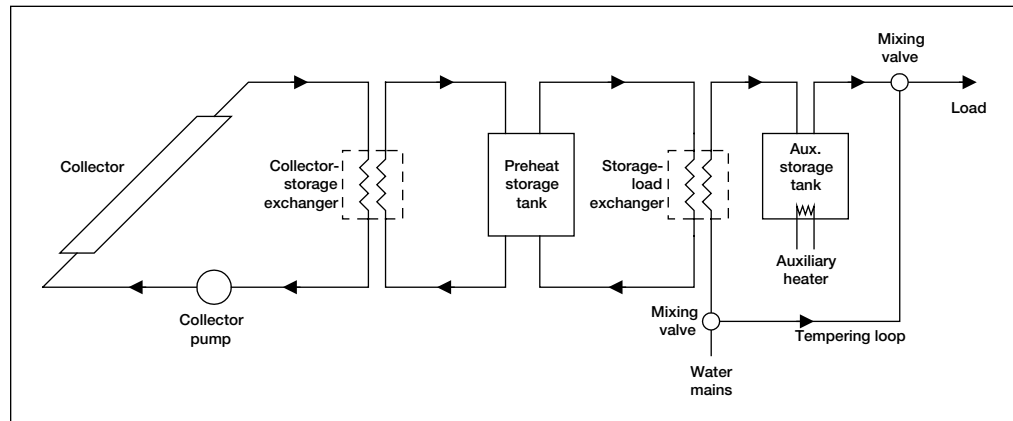 Mixing
valve
Load
Collector
Collector-
storage
exchanger
Preheat
storage
tank
Storage-
load
exchanger
Aux.
storage
tank
Auxiliary
heater
Collector
pump
Mixing
valve
Tempering loop
Water
mains